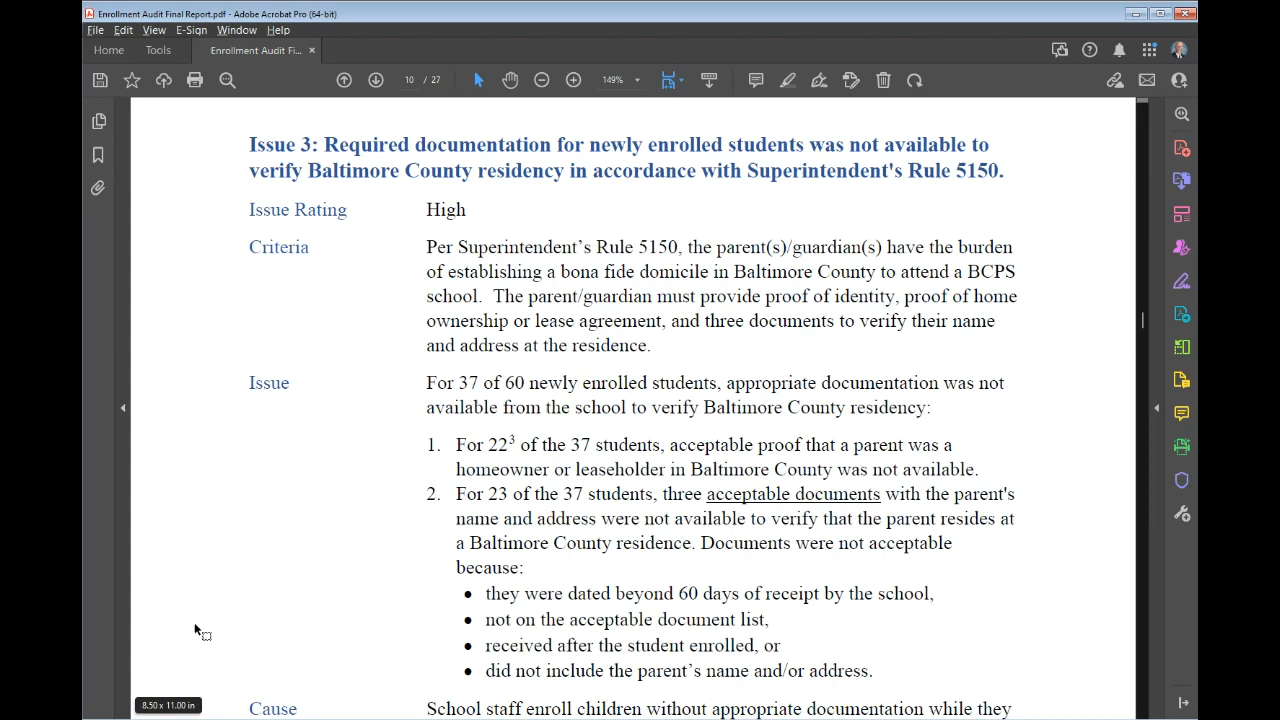 Enrollment Audit Final Report.pdf - Adobe Acrobat Pro (64-bit)
File Edit View E-Sign Window Help
Home Tools Enrollment Audit Fi... ×
10 / 27 149%
Issue 3: Required documentation for newly enrolled students was not available to
verify Baltimore County residency in accordance with Superintendent's Rule 5150.
Issue Rating High
Criteria Per Superintendent’s Rule 5150, the parent(s)/guardian(s) have the burden
of establishing a bona fide domicile in Baltimore County to attend a BCPS
school. The parent/guardian must provide proof of identity, proof of home
ownership or lease agreement, and three documents to verify their name
and address at the residence.
Issue For 37 of 60 newly enrolled students, appropriate documentation was not
available from the school to verify Baltimore County residency:
1. For 22³ of the 37 students, acceptable proof that a parent was a
homeowner or leaseholder in Baltimore County was not available.
2. For 23 of the 37 students, three acceptable documents with the parent's
name and address were not available to verify that the parent resides at
a Baltimore County residence. Documents were not acceptable
because:
• they were dated beyond 60 days of receipt by the school,
• not on the acceptable document list,
• received after the student enrolled, or
• did not include the parent’s name and/or address.
8.50 x 11.00 in
Cause School staff enroll children without appropriate documentation while they